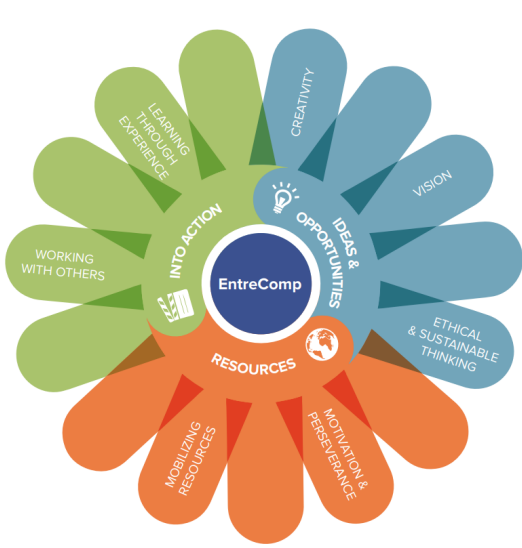 EntreComp
IDEAS &
OPPORTUNITIES
CREATIVITY
VISION
ETHICAL
& SUSTAINABLE
THINKING
RESOURCES
MOTIVATION &
PERSEVERANCE
MOBILIZING
RESOURCES
INTO ACTION
WORKING
WITH OTHERS
LEARNING
THROUGH
EXPERIENCE